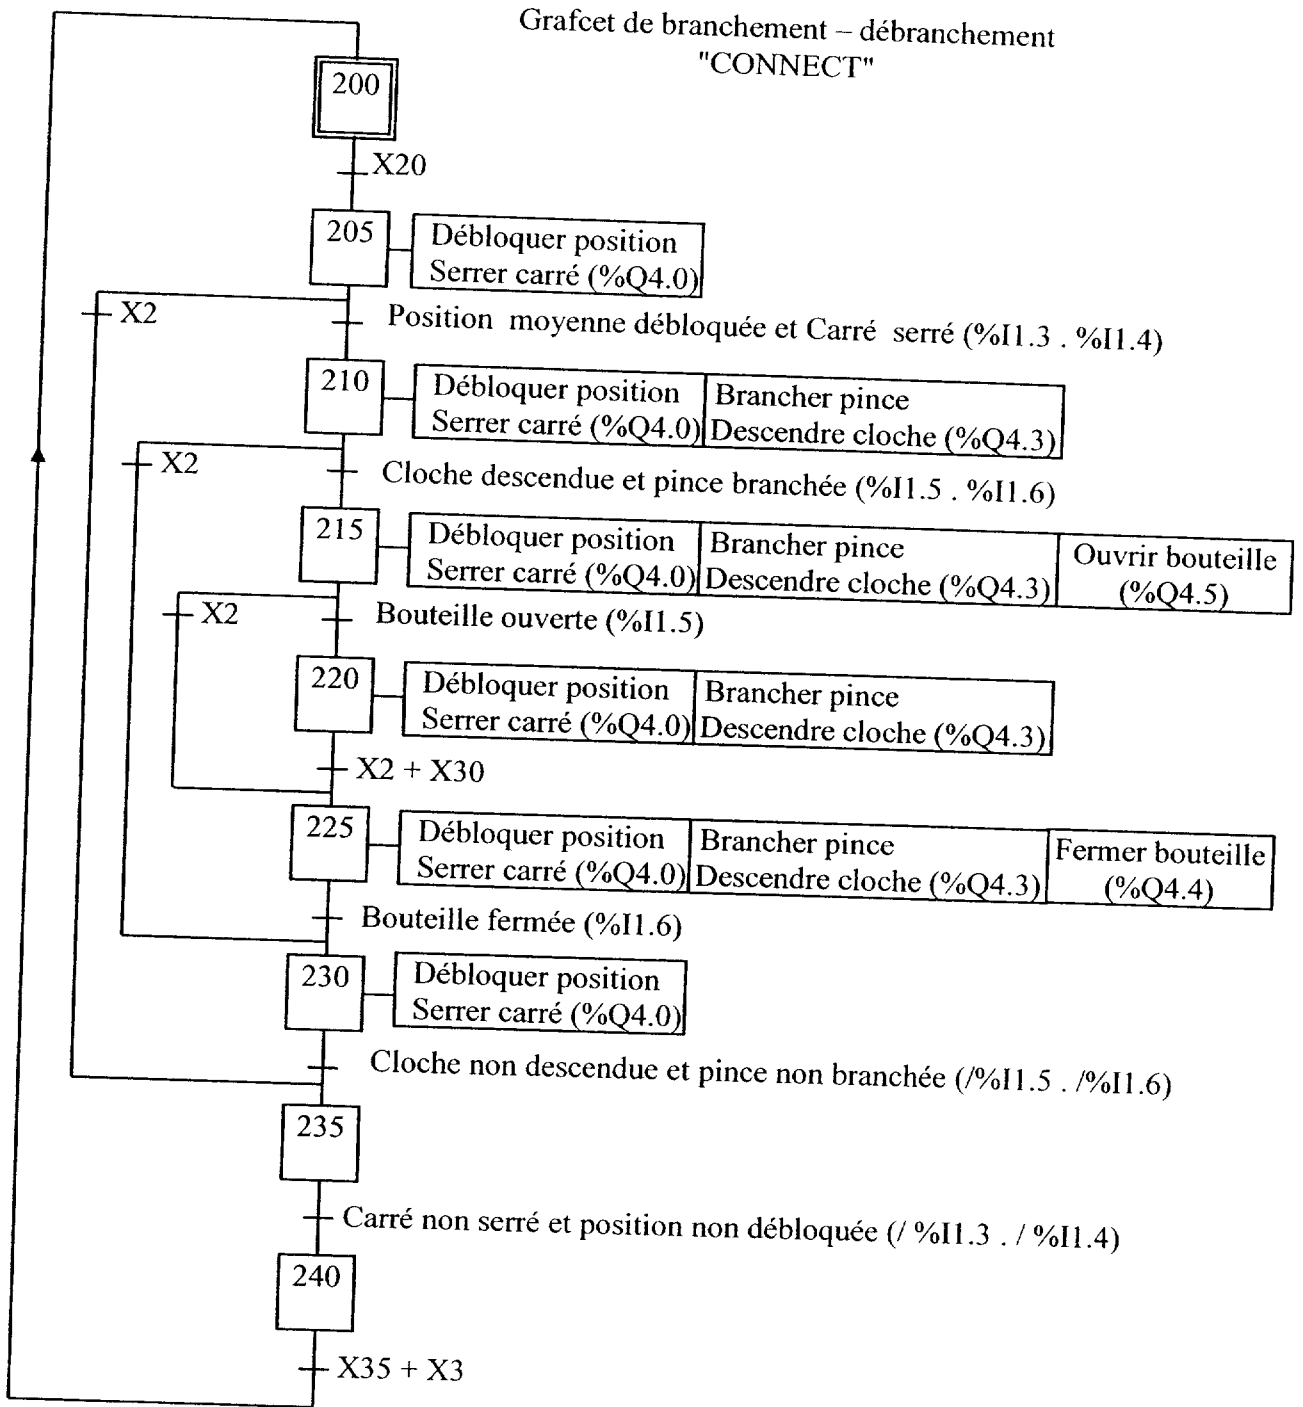 Grafcet de branchement – débranchement
"CONNECT"
200
X20
205
Débloquer position
Serrer carré (%Q4.0)
X2
Position moyenne débloquée et Carré serré (%I1.3 . %I1.4)
210
Débloquer position
Serrer carré (%Q4.0)
Brancher pince
Descendre cloche (%Q4.3)
X2
Cloche descendue et pince branchée (%I1.5 . %I1.6)
215
Débloquer position
Serrer carré (%Q4.0)
Brancher pince
Descendre cloche (%Q4.3)
Ouvrir bouteille
(%Q4.5)
X2
Bouteille ouverte (%I1.5)
220
Débloquer position
Serrer carré (%Q4.0)
Brancher pince
Descendre cloche (%Q4.3)
X2 + X30
225
Débloquer position
Serrer carré (%Q4.0)
Brancher pince
Descendre cloche (%Q4.3)
Fermer bouteille
(%Q4.4)
Bouteille fermée (%I1.6)
230
Débloquer position
Serrer carré (%Q4.0)
Cloche non descendue et pince non branchée (/%I1.5 . /%I1.6)
235
Carré non serré et position non débloquée (/ %I1.3 . / %I1.4)
240
X35 + X3